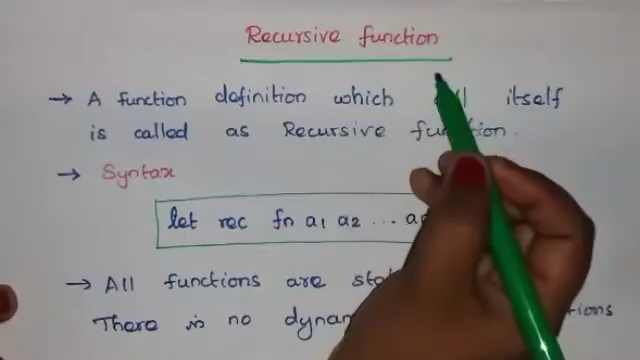 Recursive function
→ A function definition which itself
is called as Recursive function.
→ Syntax
let rec fn a1 a2 ...
→ All functions are
There is no